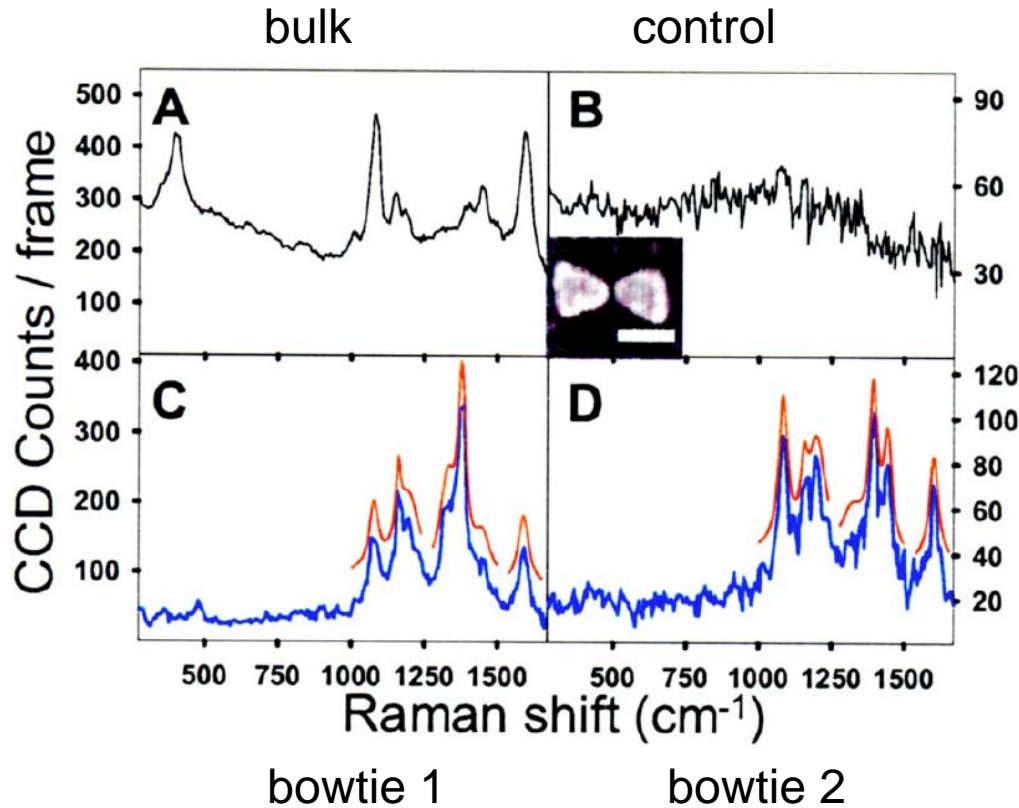 bulk control
A B
500 90
400
300 60
200
100 30
CCD Counts / frame
C D
400 120
300 100
80
200 60
100 40
20
500 750 1000 1250 1500 500 1000 1250 1500
Raman shift (cm⁻¹)
bowtie 1 bowtie 2